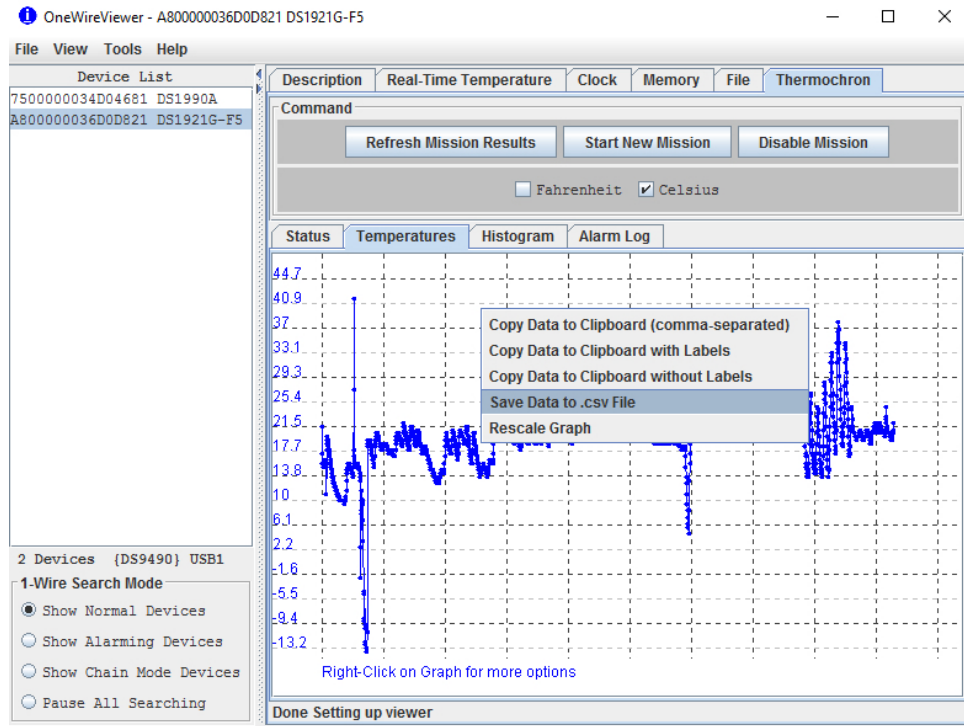 OneWireViewer - A800000036D0D821 DS1921G-F5
File View Tools Help
Device List
7500000034D04681 DS1990A
A800000036D0D821 DS1921G-F5
2 Devices {DS9490} USB1
1-Wire Search Mode
Show Normal Devices
Show Alarming Devices
Show Chain Mode Devices
Pause All Searching
Description Real-Time Temperature Clock Memory File Thermochron
Command
Refresh Mission Results Start New Mission Disable Mission
Fahrenheit Celsius
Status Temperatures Histogram Alarm Log
44.7
40.9
37
33.1
29.3
25.4
21.5
17.7
13.8
10
6.1
2.2
-1.6
-5.5
-9.4
-13.2
Copy Data to Clipboard (comma-separated)
Copy Data to Clipboard with Labels
Copy Data to Clipboard without Labels
Save Data to .csv File
Rescale Graph
Right-Click on Graph for more options
Done Setting up viewer